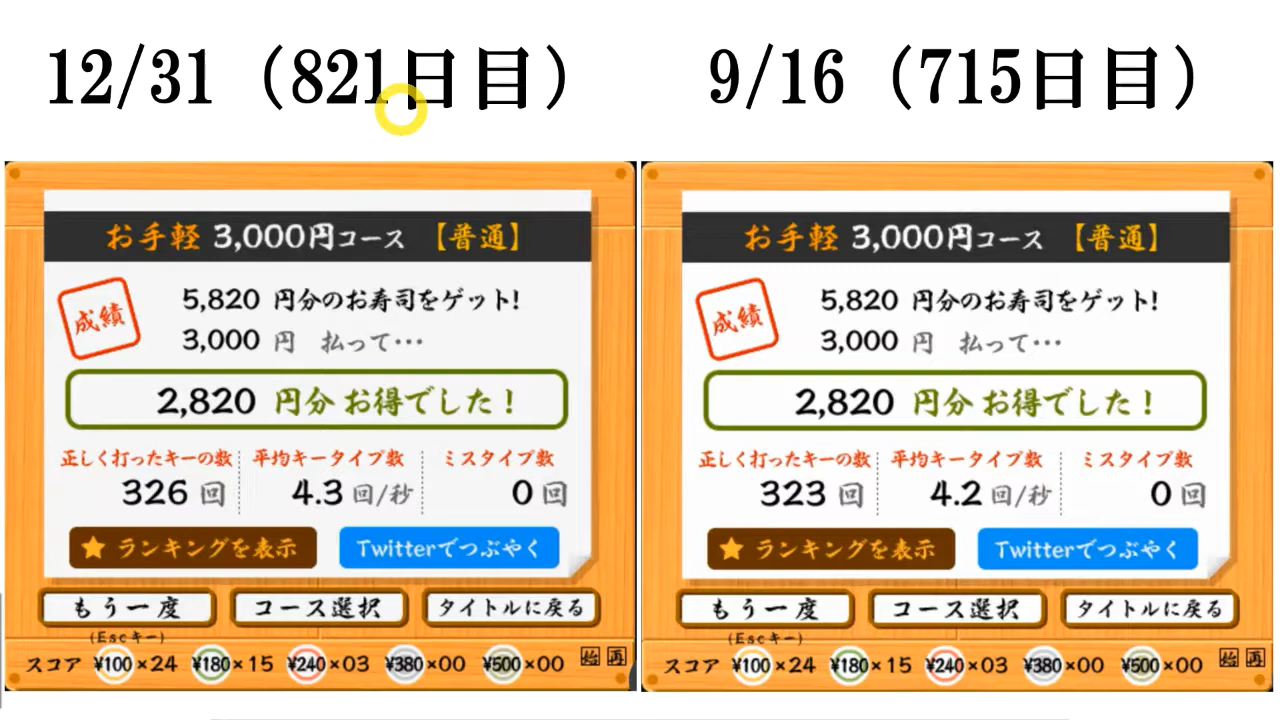 12/31（821日目）
9/16（715日目）
お手軽 3,000円コース 【普通】
成績
5,820 円分のお寿司をゲット!
3,000 円 払って…
2,820 円分 お得でした！
正しく打ったキーの数 平均キータイプ数 ミスタイプ数
326 回 4.3 回/秒 0 回
★ ランキングを表示 Twitterでつぶやく
もう一度 コース選択 タイトルに戻る
(Escキー)
スコア ¥100×24 ¥180×15 ¥240×03 ¥380×00 ¥500×00 始 再
お手軽 3,000円コース 【普通】
成績
5,820 円分のお寿司をゲット!
3,000 円 払って…
2,820 円分 お得でした！
正しく打ったキーの数 平均キータイプ数 ミスタイプ数
323 回 4.2 回/秒 0 回
★ ランキングを表示 Twitterでつぶやく
もう一度 コース選択 タイトルに戻る
(Escキー)
スコア ¥100×24 ¥180×15 ¥240×03 ¥380×00 ¥500×00 始 再